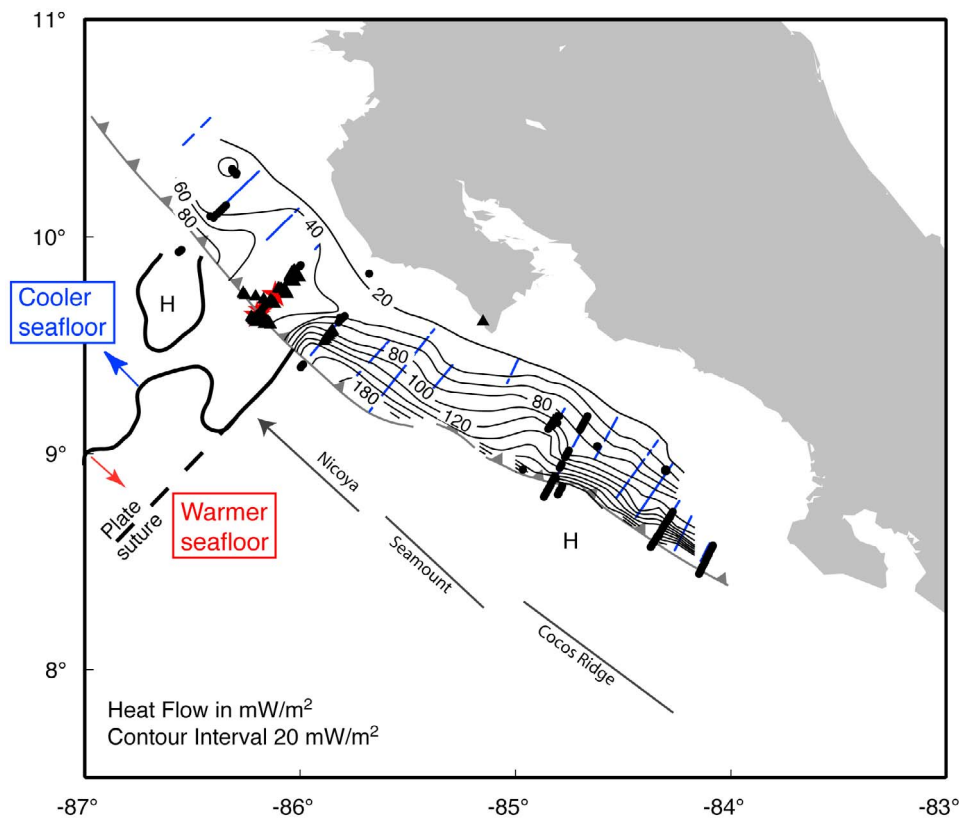 11°
10°
9°
8°
-87°
-86°
-85°
-84°
-83°
60
80
40
20
H
Cooler
seafloor
80
100
180
120
80
Nicoya
Seamount
Cocos Ridge
H
Plate
suture
Warmer
seafloor
Heat Flow in mW/m²
Contour Interval 20 mW/m²